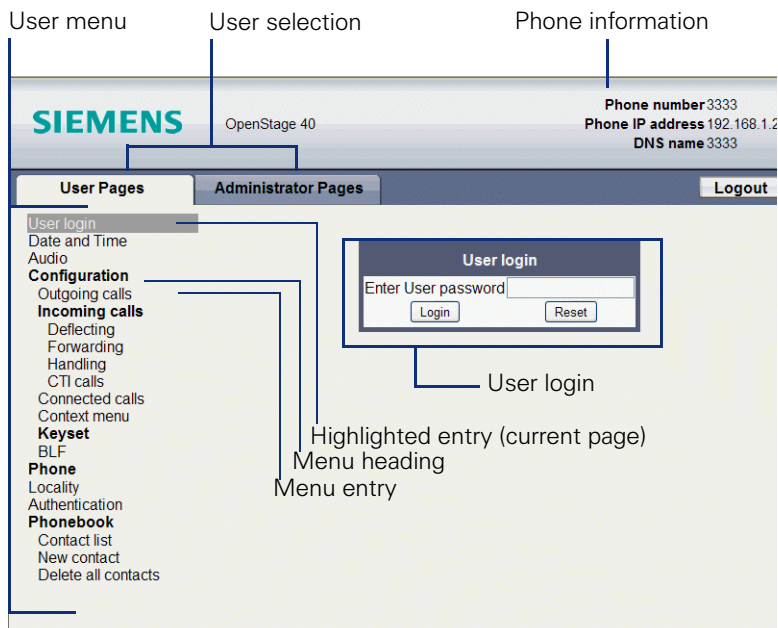 User menu
User selection
Phone information
SIEMENS
OpenStage 40
Phone number 3333
Phone IP address 192.168.1.2
DNS name 3333
User Pages
Administrator Pages
Logout
User login
Date and Time
Audio
Configuration
Outgoing calls
Incoming calls
Deflecting
Forwarding
Handling
CTI calls
Connected calls
Context menu
Keyset
BLF
Phone
Locality
Authentication
Phonebook
Contact list
New contact
Delete all contacts
User login
Enter User password
Login
Reset
User login
Highlighted entry (current page)
Menu heading
Menu entry